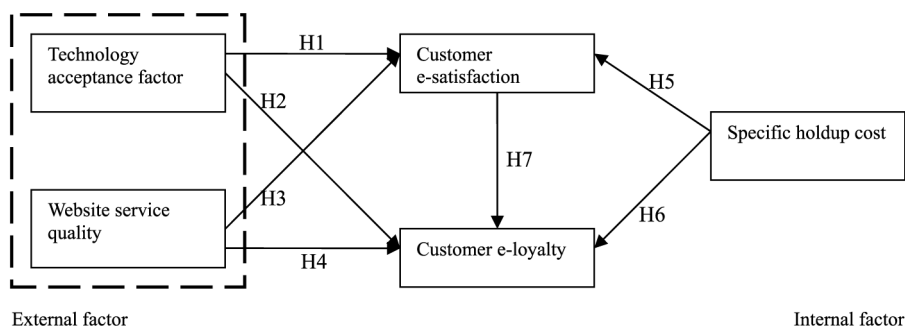 Technology
acceptance factor
H1
Customer
e-satisfaction
H2
H5
Specific holdup cost
H7
Website service
quality
H3
H6
H4
Customer e-loyalty
External factor
Internal factor